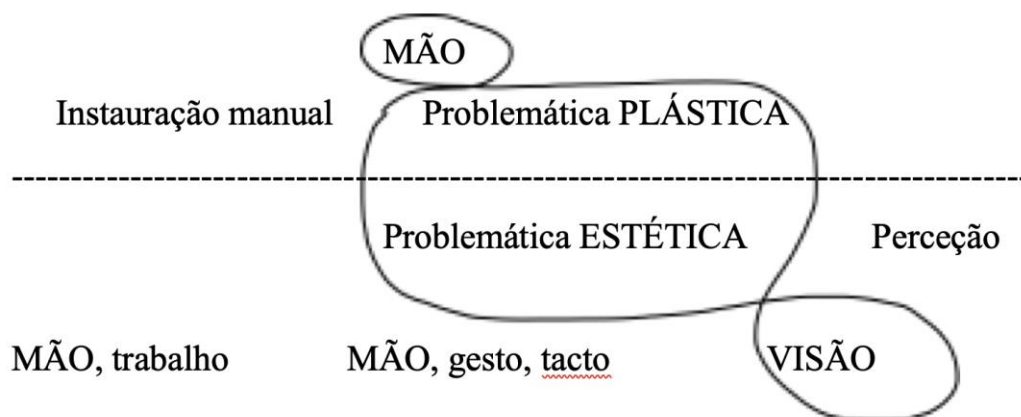 MÃO
Instauração manual Problemática PLÁSTICA
Problemática ESTÉTICA Perceção
MÃO, trabalho MÃO, gesto, tacto VISÃO